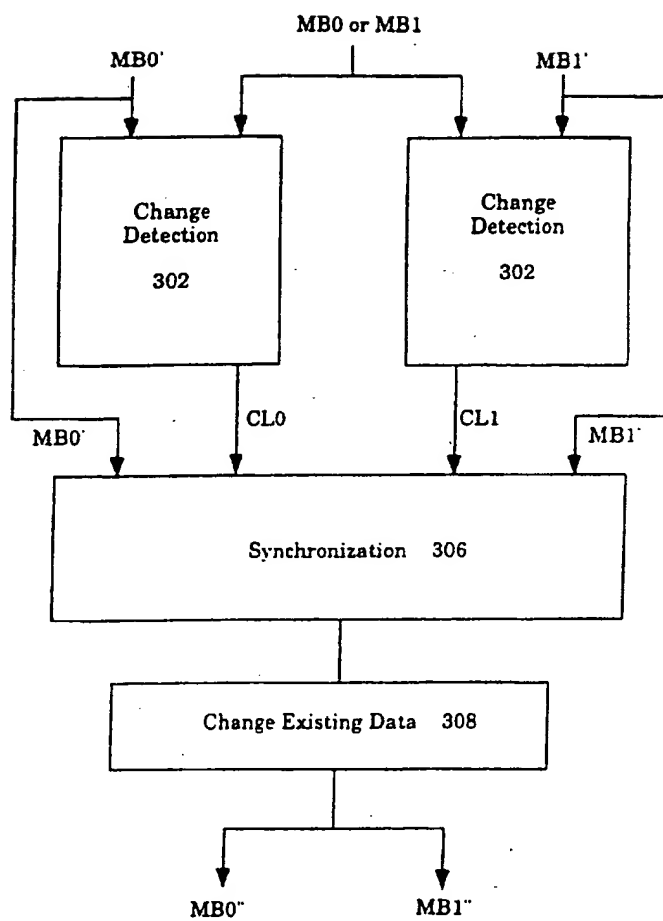 MB0 or MB1
MB0'
MB1'
Change
Detection
302
Change
Detection
302
CL0
CL1
MB0'
MB1'
Synchronization 306
Change Existing Data 308
MB0"
MB1"